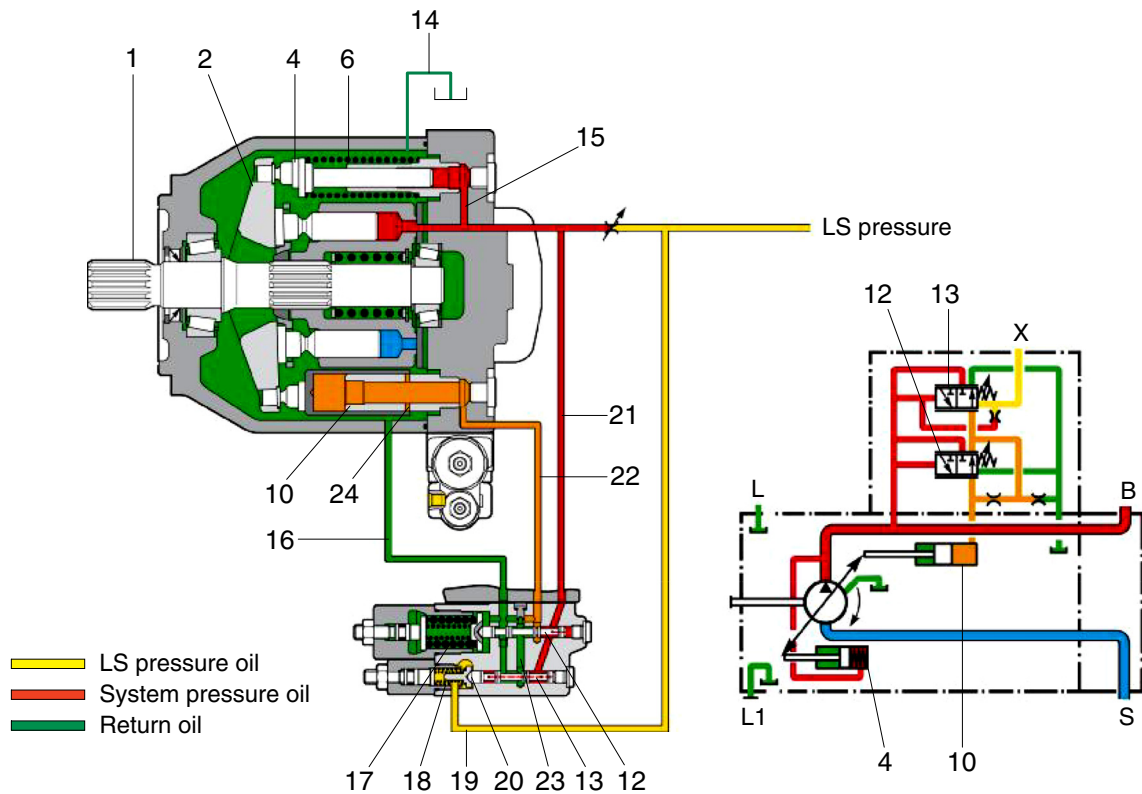 14
1 2 4 6
15
LS pressure
12 13 X
21
10 24 22
L B
16
10
LS pressure oil
System pressure oil
Return oil
L1 S
17 18 19 20 23 13 12 4 10